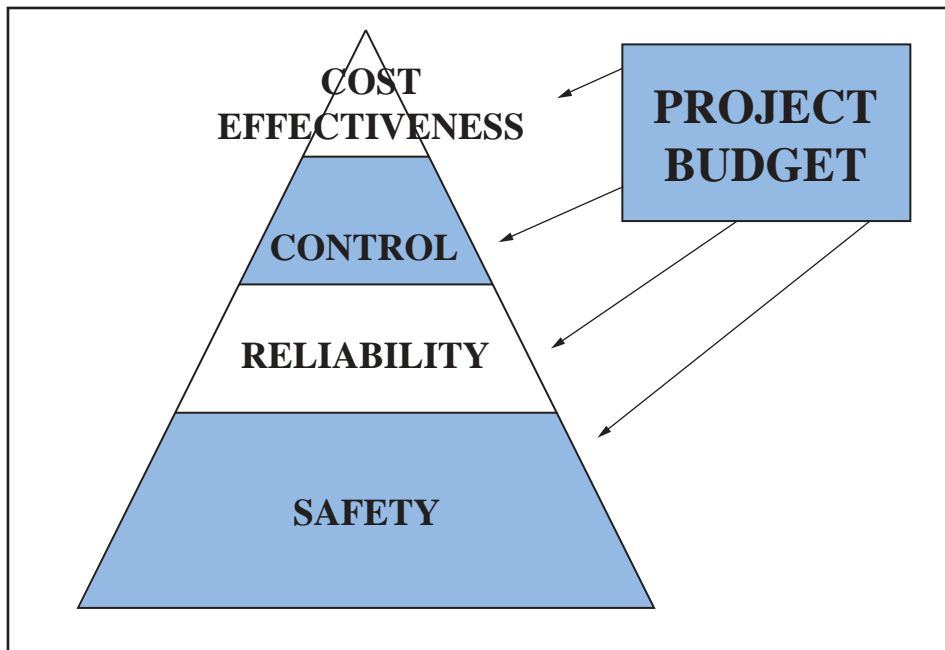 COST
EFFECTIVENESS
PROJECT
BUDGET
CONTROL
RELIABILITY
SAFETY